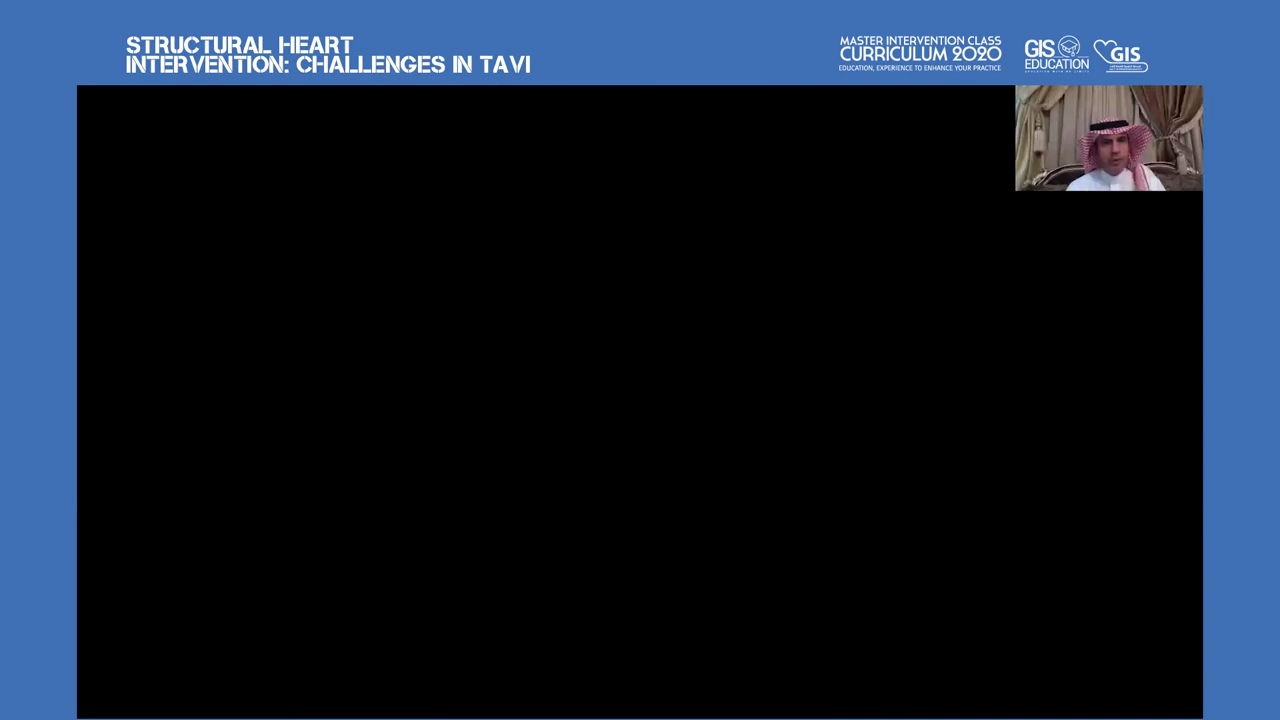 STRUCTURAL HEART
INTERVENTION: CHALLENGES IN TAVI
MASTER INTERVENTION CLASS
CURRICULUM 2020
EDUCATION, EXPERIENCE TO ENHANCE YOUR PRACTICE
GIS
EDUCATION
GIS